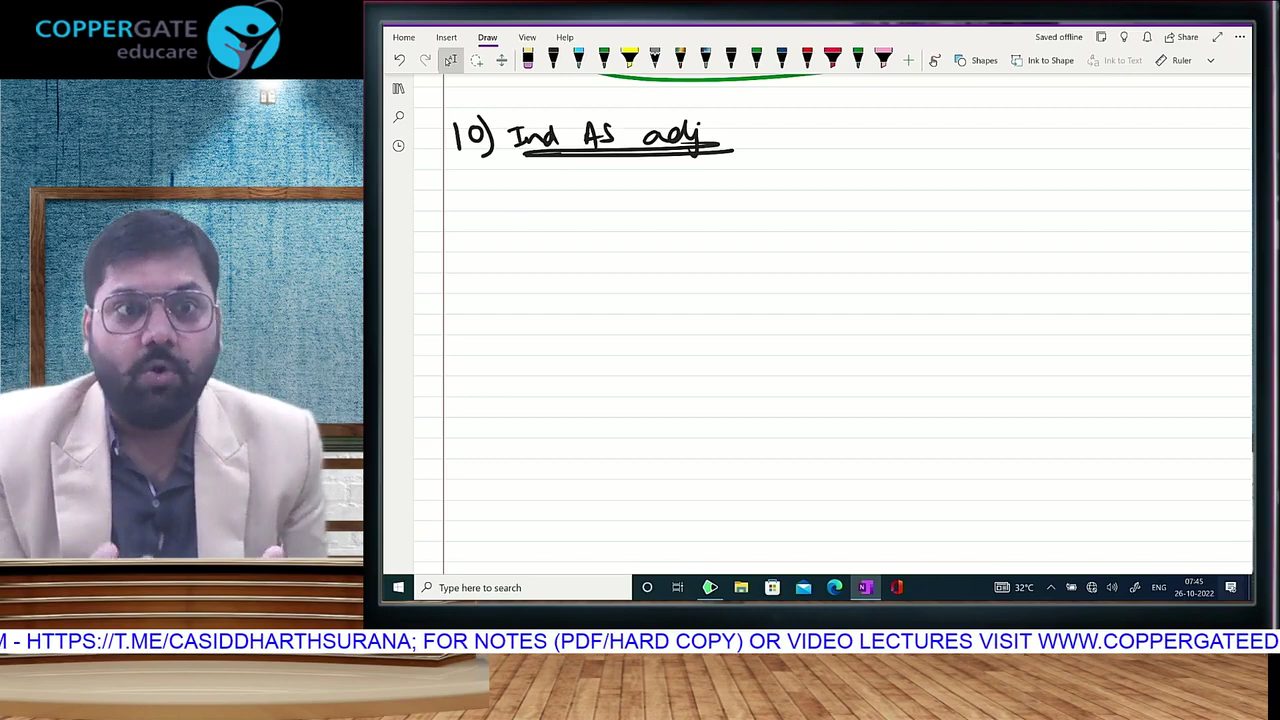 COPPERGATE
educare
Home Insert Draw View Help
Saved offline
Share
Shapes Ink to Shape Ink to Text Ruler
10) Ind AS adj
Type here to search
32°C
ENG
07:45
26-10-2022
M - HTTPS://T.ME/CASIDDHARTHSURANA; FOR NOTES (PDF/HARD COPY) OR VIDEO LECTURES VISIT WWW.COPPERGATEED